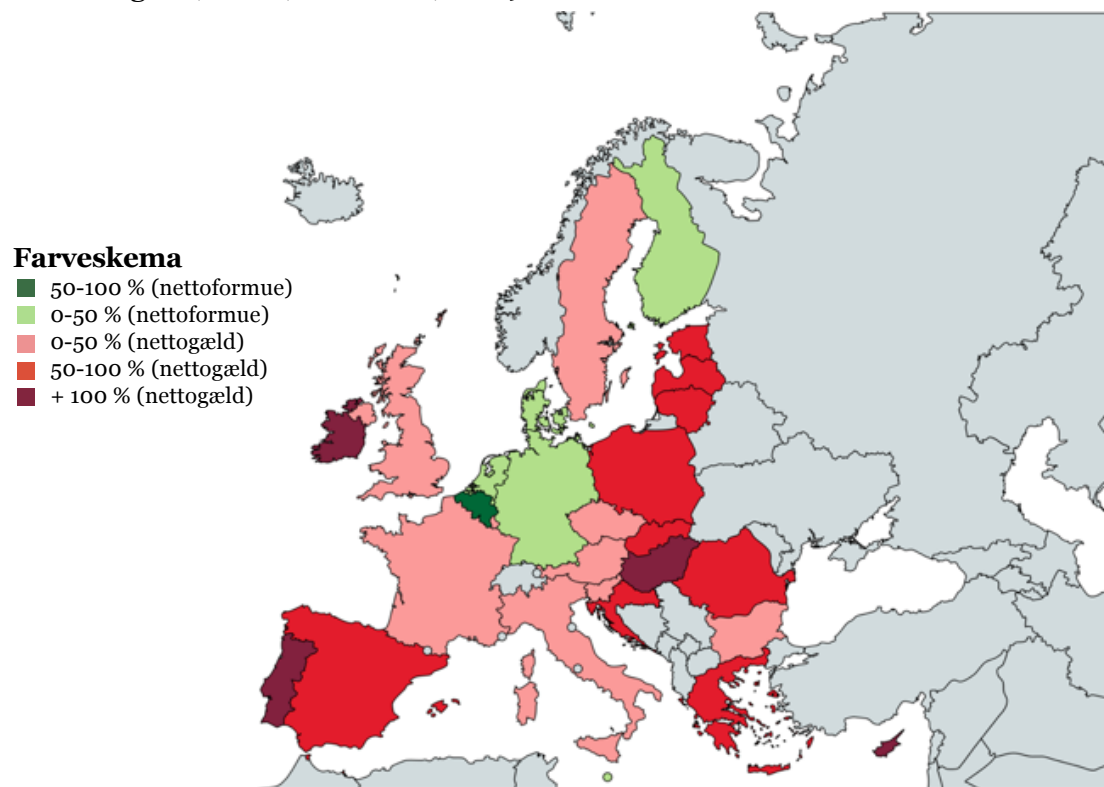 Farveskema
50-100 % (nettoformue)
0-50 % (nettoformue)
0-50 % (nettogæld)
50-100 % (nettogæld)
+ 100 % (nettogæld)